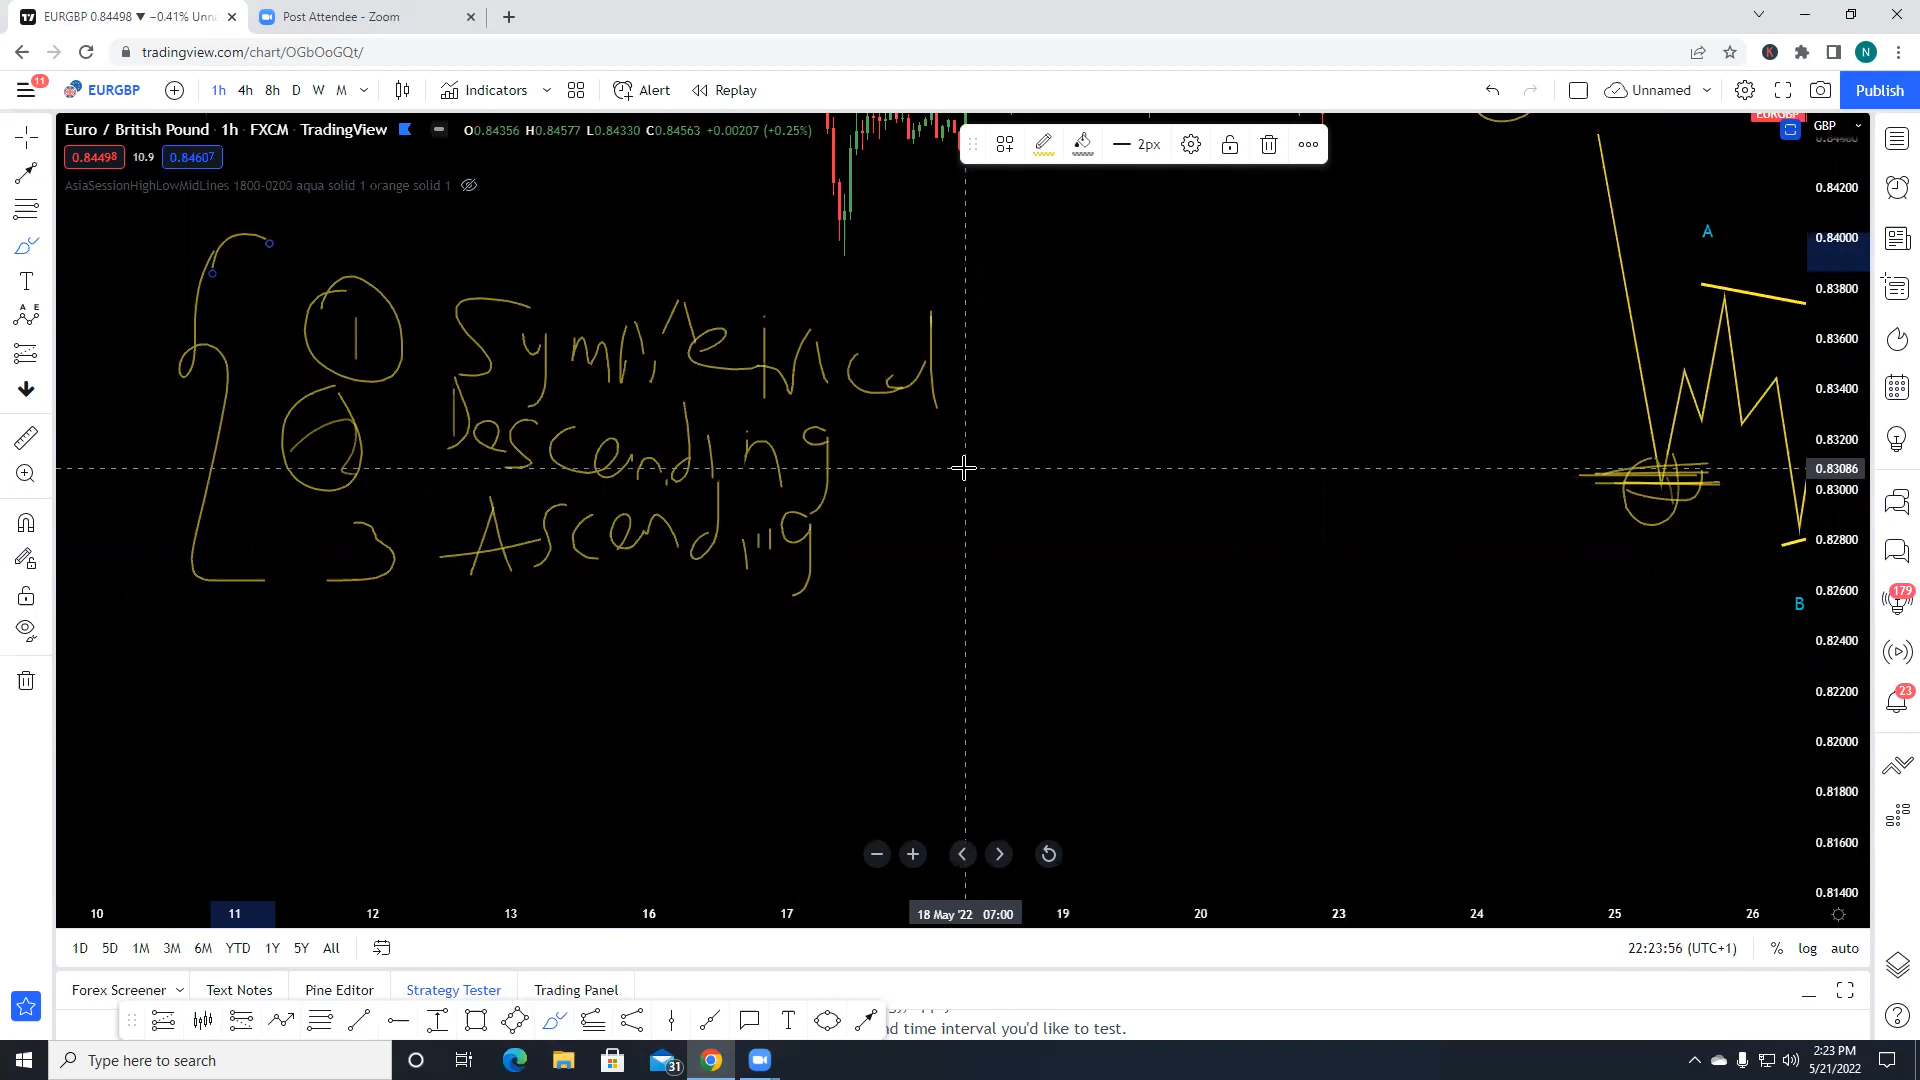 EURGBP 0.84498 ▼ −0.41% Unn
Post Attendee - Zoom
tradingview.com/chart/OGbOoGQt/
N
11
EURGBP
1h 4h 8h D W M
Indicators
Alert
Replay
Unnamed
Publish
Euro / British Pound · 1h · FXCM · TradingView
O0.84356 H0.84577 L0.84330 C0.84563 +0.00207 (+0.25%)
2px
EURGBP
GBP
0.84498 10.9 0.84607
AsiaSessionHighLowMidLines 1800-0200 aqua solid 1 orange solid 1
0.84400
0.84200
0.84000
0.83800
0.83600
0.83400
0.83200
0.83086
0.83000
0.82800
0.82600
0.82400
0.82200
0.82000
0.81800
0.81600
0.81400
A
B
1 Symmetrical
2 Descending
3 Ascending
179
23
10 11 12 13 16 17 18 May '22 07:00 19 20 23 24 25 26
1D 5D 1M 3M 6M YTD 1Y 5Y All
22:23:56 (UTC+1) % log auto
Forex Screener Text Notes Pine Editor Strategy Tester Trading Panel
nd time interval you'd like to test.
Type here to search
31
2:23 PM
5/21/2022